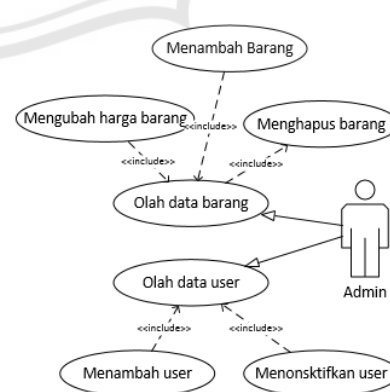 Menambah Barang
Mengubah harga barang
<<include>>
Menghapus barang
<<include>>
<<include>>
Olah data barang
Olah data user
Admin
<<include>>
<<include>>
Menambah user
Menonsktifkan user